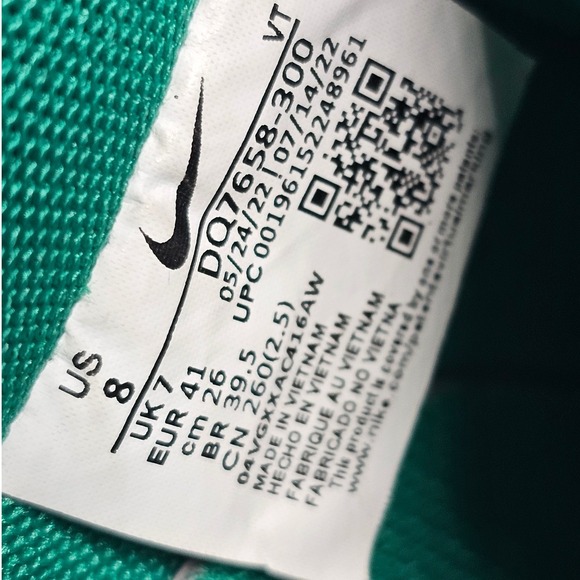 US 8
UK 7
EUR 41
cm 26
BR 39.5
CN 260(2.5)
VT
DQ7658-300
05/24/22 | 07/14/22
UPC 00196152248961
04VGXXAC416AW
MADE IN VIETNAM
HECHO EN VIETNAM
FABRIQUE AU VIETNAM
FABRICADO NO VIETNA
This product is covered by one or more patents:
www.nike.com/patents